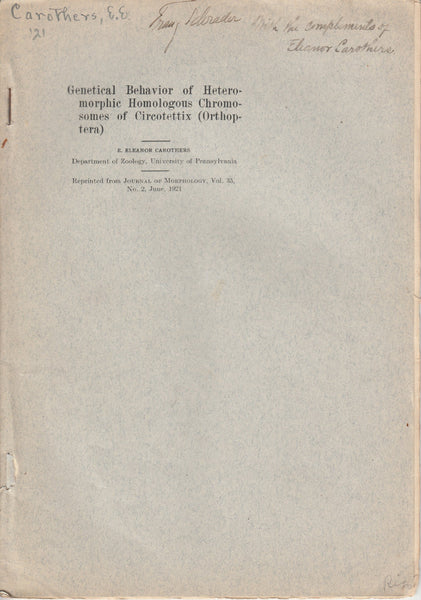 Carothers, E.E.
'21
Franz Schrader
With the compliments of
Eleanor Carothers.
Genetical Behavior of Hetero-
morphic Homologous Chromo-
somes of Circotettix (Orthop-
tera)
E. ELEANOR CAROTHERS
Department of Zoology, University of Pennsylvania
Reprinted from JOURNAL OF MORPHOLOGY, Vol. 35,
No. 2, June, 1921